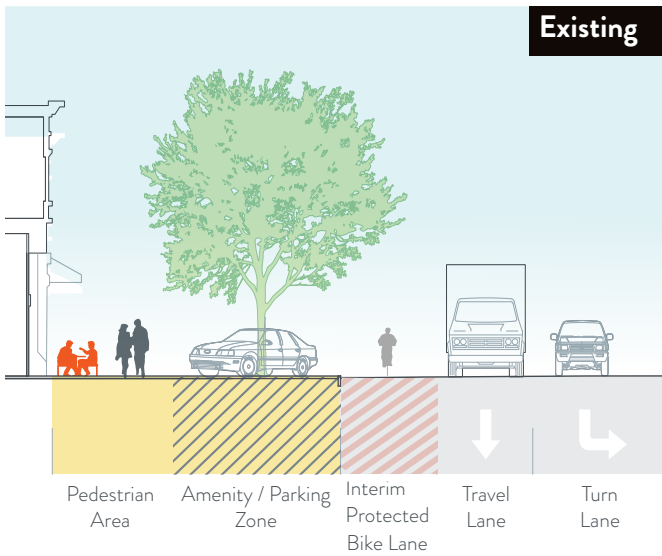 Existing
Pedestrian
Area
Amenity / Parking
Zone
Interim
Protected
Bike Lane
Travel
Lane
Turn
Lane